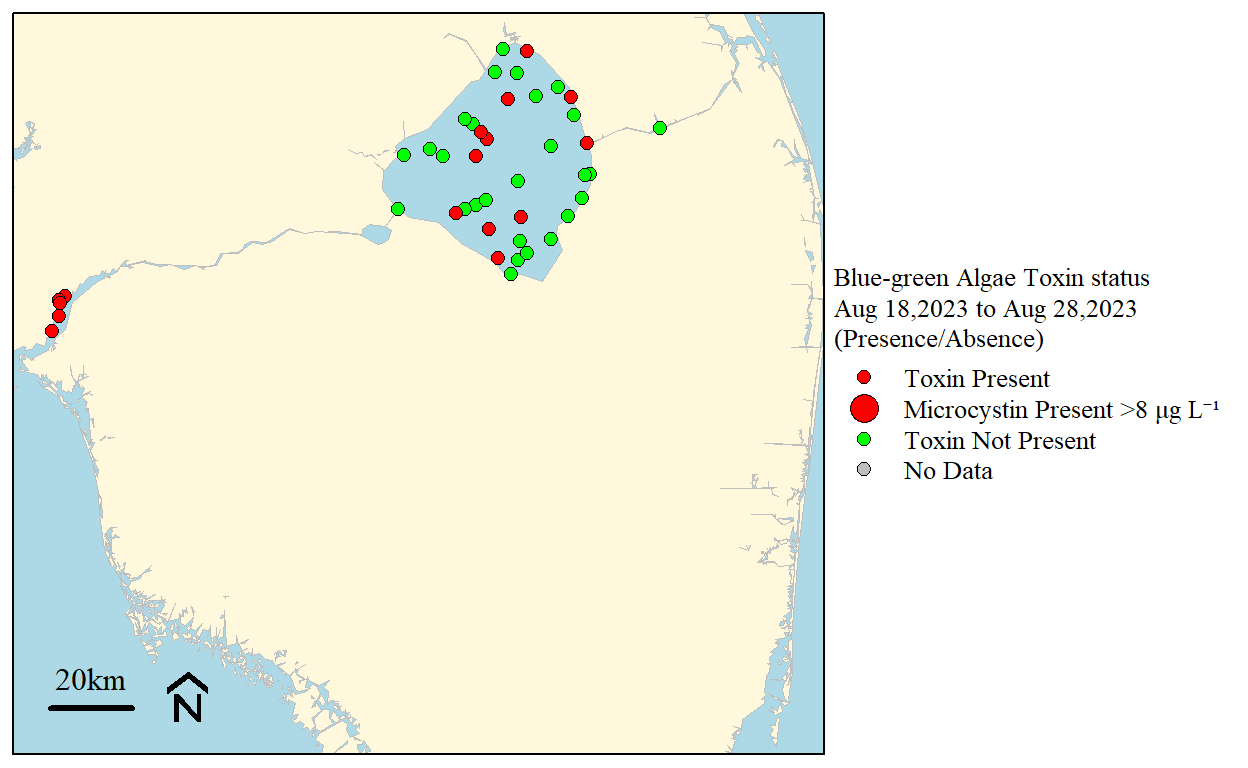 Blue-green Algae Toxin status
Aug 18,2023 to Aug 28,2023
(Presence/Absence)
Toxin Present
Microcystin Present >8 μg L⁻¹
Toxin Not Present
No Data
20km
N